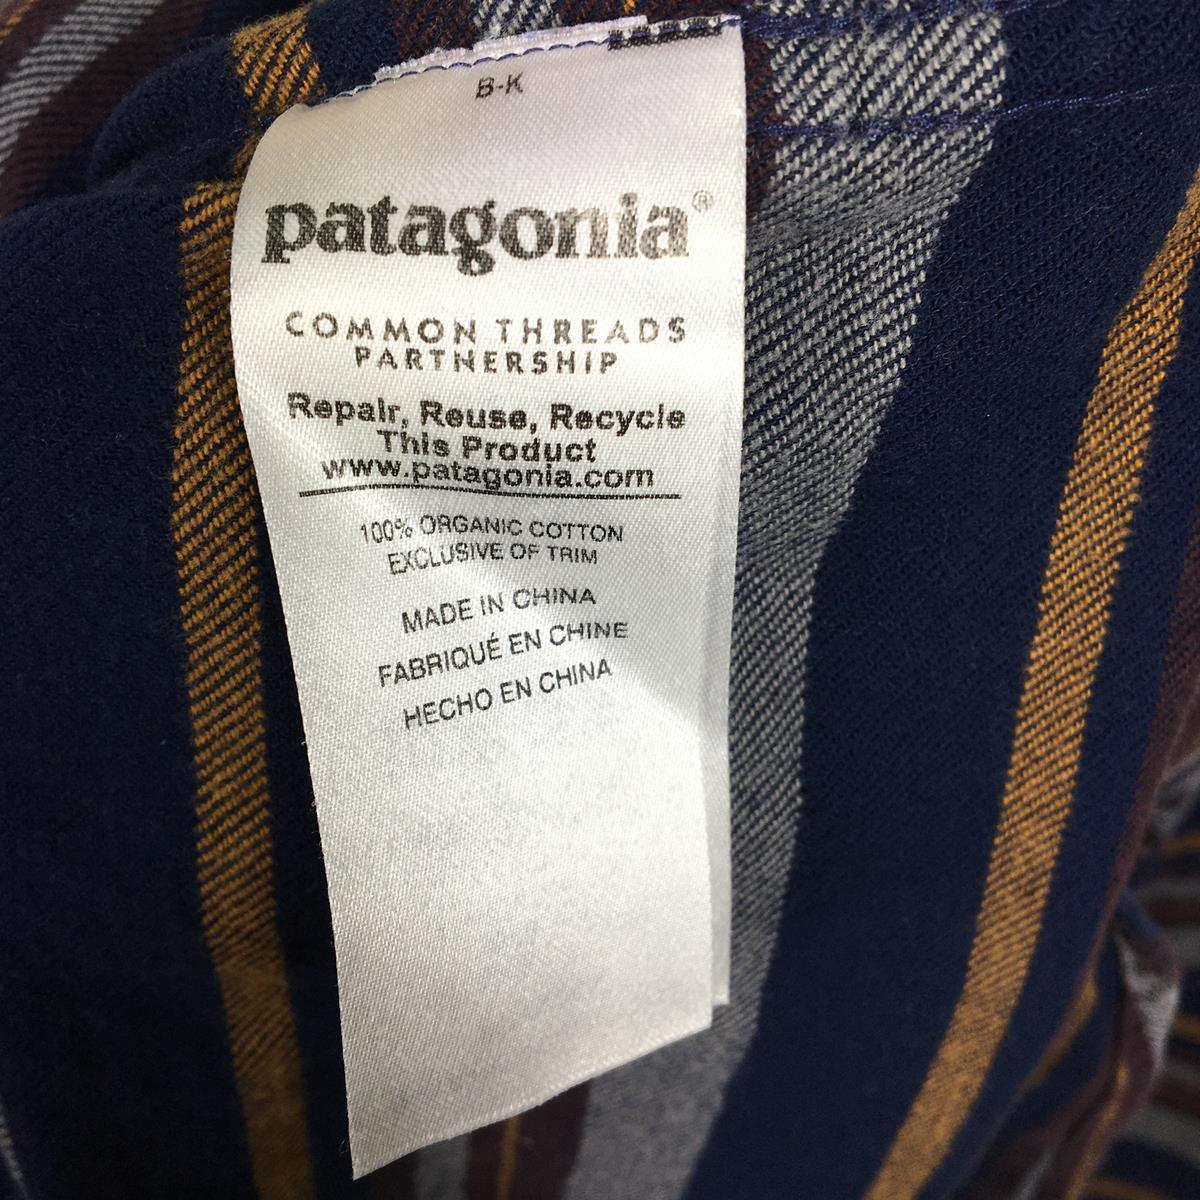 B-K
patagonia®
COMMON THREADS
PARTNERSHIP
Repair, Reuse, Recycle
This Product
www.patagonia.com
100% ORGANIC COTTON
EXCLUSIVE OF TRIM
MADE IN CHINA
FABRIQUÉ EN CHINE
HECHO EN CHINA